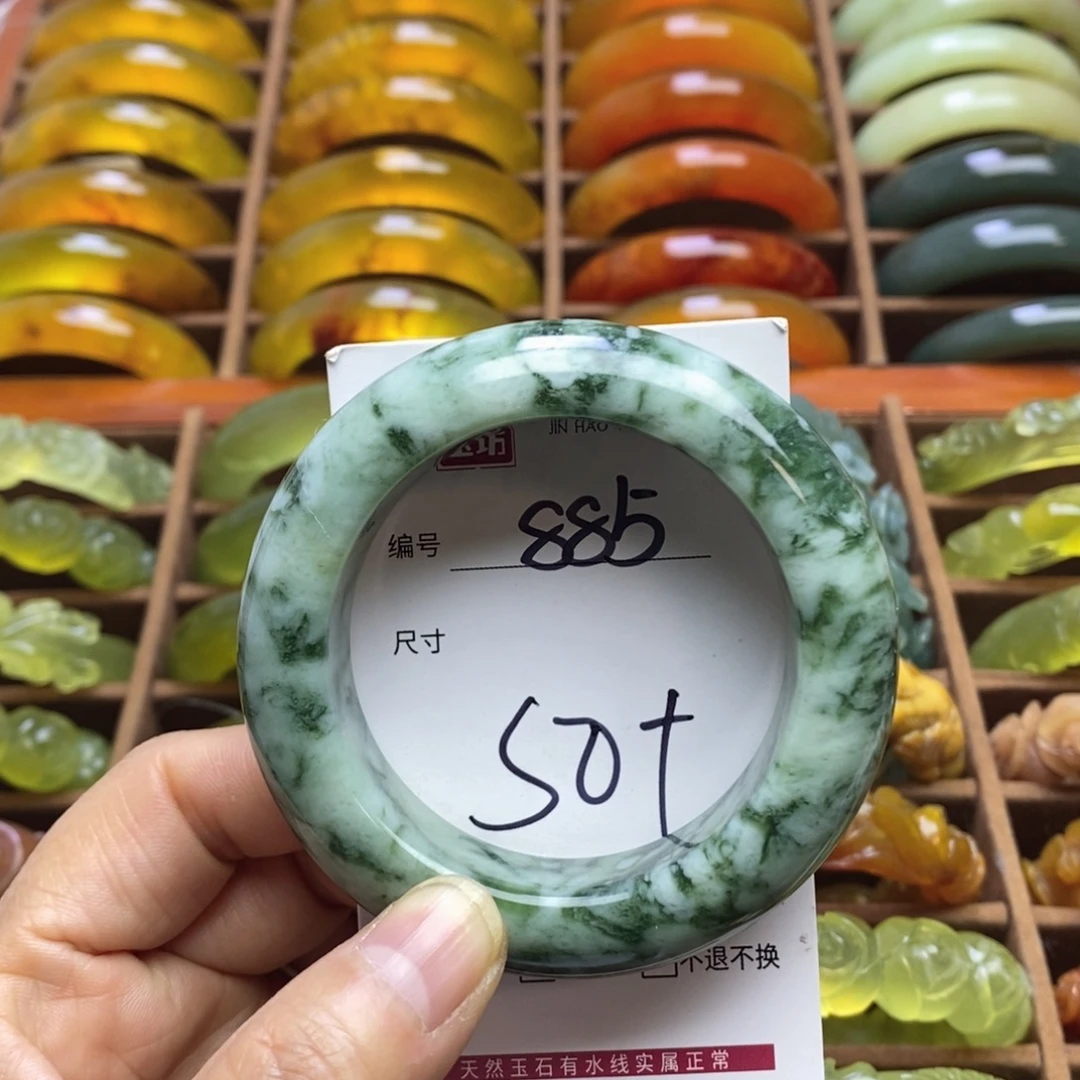 JIN HAO
编号 885
尺寸
50+
不退不换
天然玉石有水线实属正常